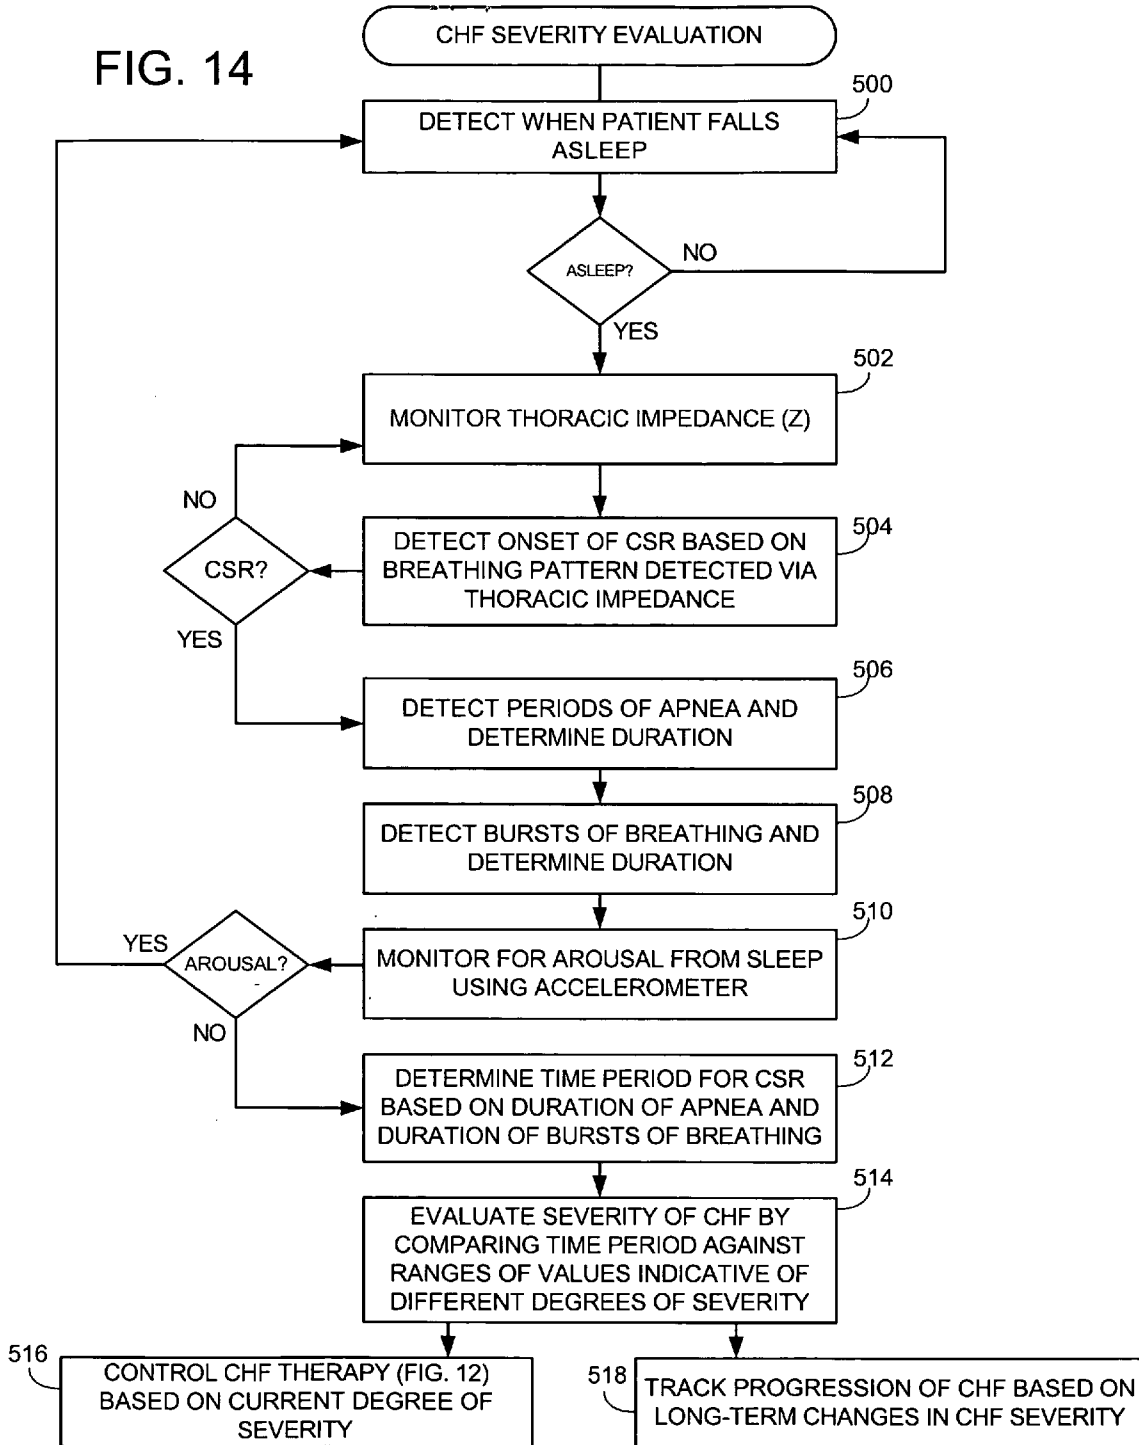 CHF SEVERITY EVALUATION
FIG. 14
500
DETECT WHEN PATIENT FALLS
ASLEEP
ASLEEP?
NO
YES
502
MONITOR THORACIC IMPEDANCE (Z)
NO
504
DETECT ONSET OF CSR BASED ON
BREATHING PATTERN DETECTED VIA
THORACIC IMPEDANCE
CSR?
YES
506
DETECT PERIODS OF APNEA AND
DETERMINE DURATION
508
DETECT BURSTS OF BREATHING AND
DETERMINE DURATION
510
YES
AROUSAL?
MONITOR FOR AROUSAL FROM SLEEP
USING ACCELEROMETER
NO
512
DETERMINE TIME PERIOD FOR CSR
BASED ON DURATION OF APNEA AND
DURATION OF BURSTS OF BREATHING
514
EVALUATE SEVERITY OF CHF BY
COMPARING TIME PERIOD AGAINST
RANGES OF VALUES INDICATIVE OF
DIFFERENT DEGREES OF SEVERITY
516
CONTROL CHF THERAPY (FIG. 12)
BASED ON CURRENT DEGREE OF
SEVERITY
518
TRACK PROGRESSION OF CHF BASED ON
LONG-TERM CHANGES IN CHF SEVERITY